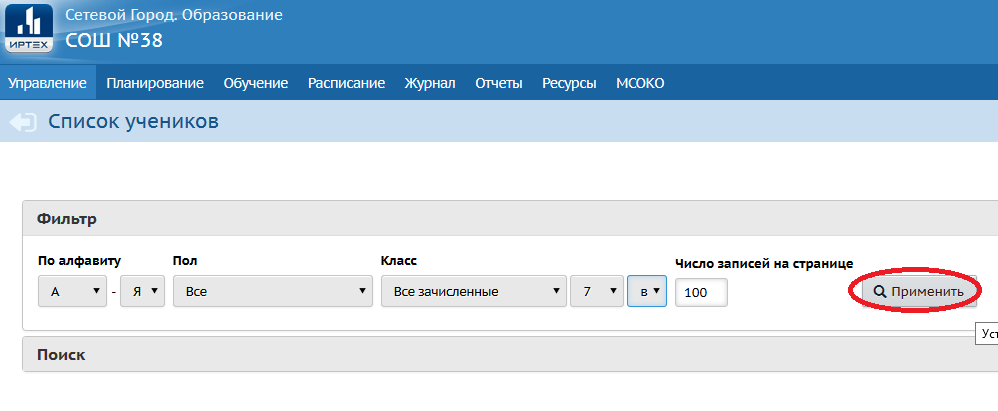 Сетевой Город. Образование
ИРТЕХ
СОШ №38
Управление Планирование Обучение Расписание Журнал Отчеты Ресурсы МСОКО
Список учеников
Фильтр
По алфавиту Пол Класс Число записей на странице
А - Я Все Все зачисленные 7 в 100 Применить
Уст
Поиск